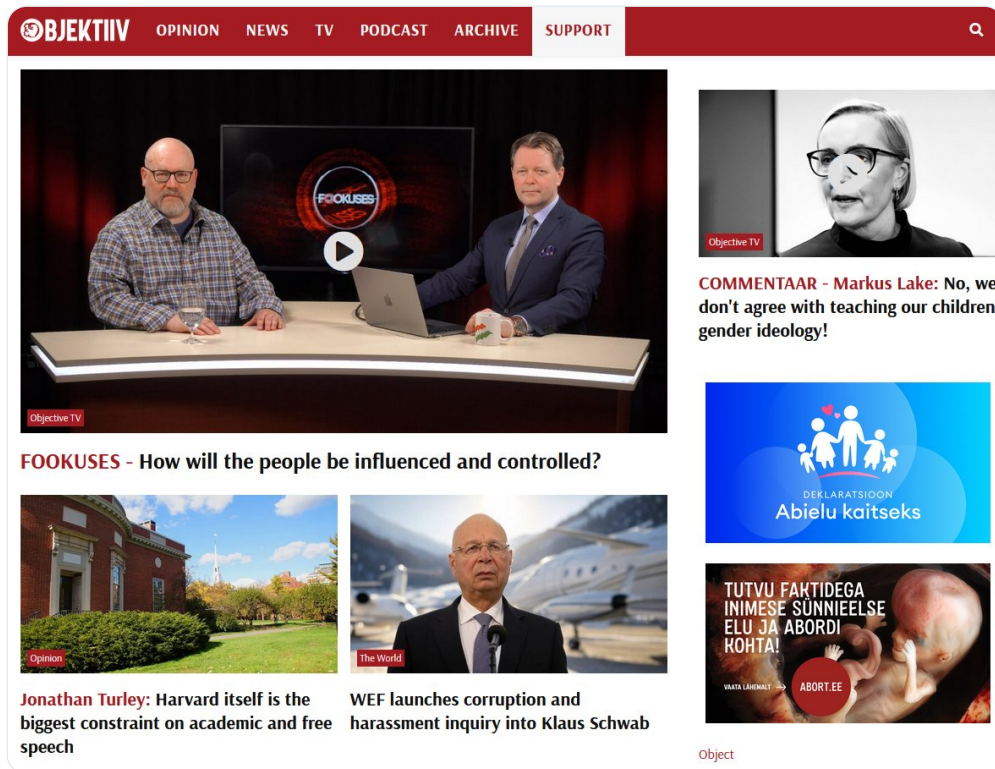 OBJEKTIIV OPINION NEWS TV PODCAST ARCHIVE SUPPORT
FOOKUSES
Objective TV
FOOKUSES - How will the people be influenced and controlled?
Opinion
Jonathan Turley: Harvard itself is the
biggest constraint on academic and free
speech
The World
WEF launches corruption and
harassment inquiry into Klaus Schwab
Objective TV
COMMENTAAR - Markus Lake: No, we
don't agree with teaching our children
gender ideology!
DEKLARATSIOON
Abielu kaitseks
TUTVU FAKTIDEGA
INIMESE SÜNNIEELSE
ELU JA ABORDI
KOHTA!
VAATA LÄHEMALT → ABORT.EE
Object